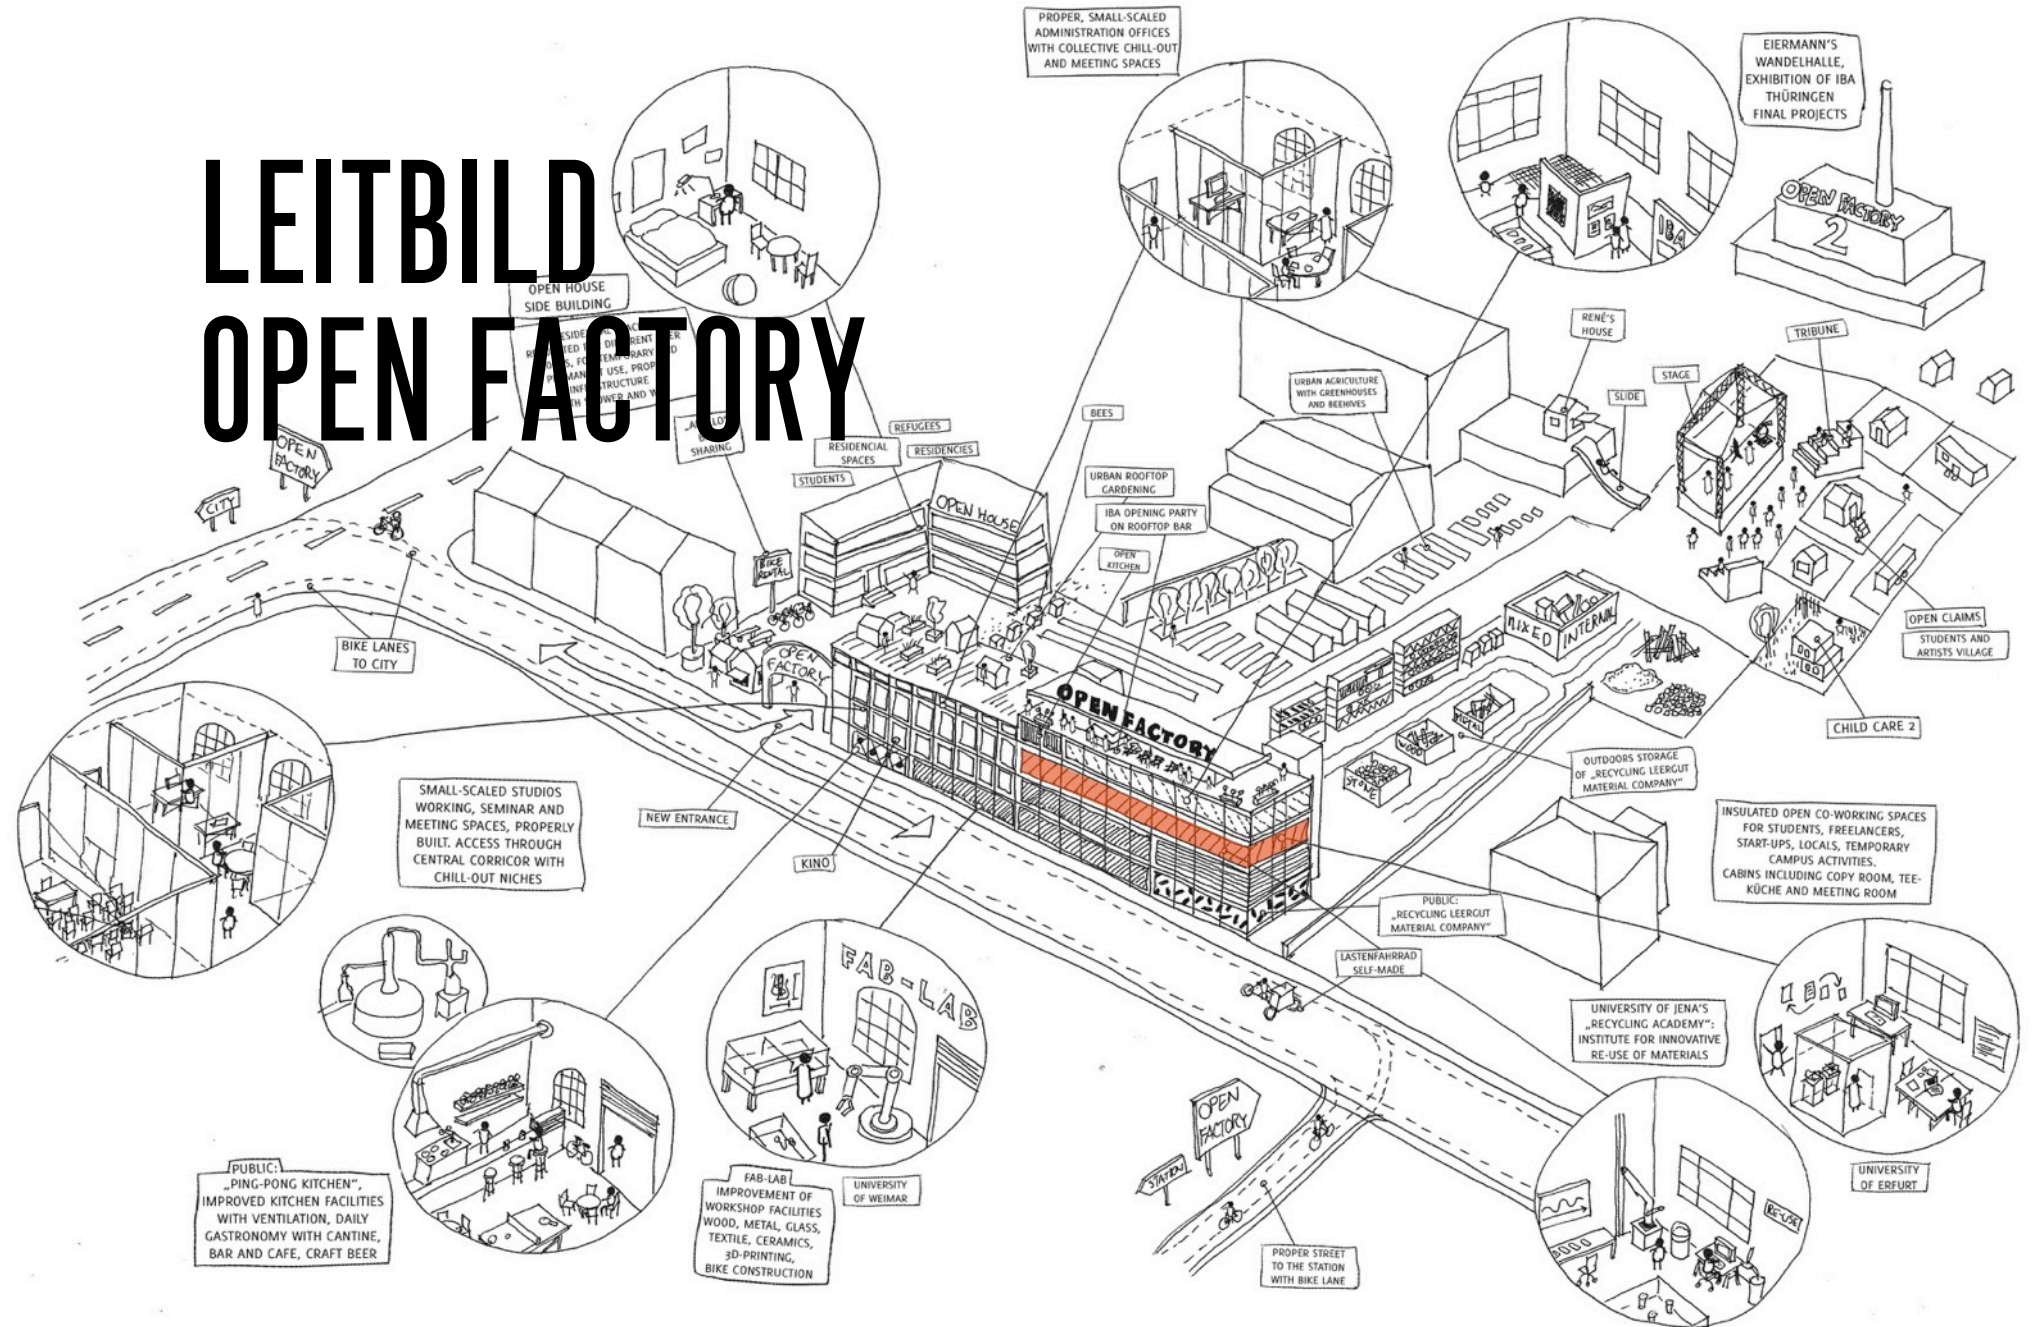 PROPER, SMALL-SCALED
ADMINISTRATION OFFICES
WITH COLLECTIVE CHILL-OUT
AND MEETING SPACES
EIERMANN'S
WANDELHALLE,
EXHIBITION OF IBA
THÜRINGEN
FINAL PROJECTS
LEITBILD
OPEN FACTORY
IBA
OPEN FACTORY
2
OPEN HOUSE
SIDE BUILDING
DIFFERENT
USE,
SHOWER AND
SHARING
REFUGEES
RESIDENCIAL
SPACES
RESIDENCIES
STUDENTS
BEES
URBAN AGRICULTURE
WITH GREENHOUSES
AND BEEHIVES
RENÉ'S
HOUSE
SLIDE
STAGE
TRIBUNE
OPEN
FACTORY
CITY
BIKE
RENTAL
OPEN HOUSE
URBAN ROOFTOP
GARDENING
IBA OPENING PARTY
ON ROOFTOP BAR
OPEN
KITCHEN
MIXED
INTERNAL
OPEN CLAIMS
STUDENTS AND
ARTISTS VILLAGE
BIKE LANES
TO CITY
OPEN
FACTORY
OPEN FACTORY
METAL
WOOD
STONE
CHILD CARE 2
OUTDOORS STORAGE
OF „RECYCLING LEERGUT
MATERIAL COMPANY"
SMALL-SCALED STUDIOS
WORKING, SEMINAR AND
MEETING SPACES, PROPERLY
BUILT. ACCESS THROUGH
CENTRAL CORRICOR WITH
CHILL-OUT NICHES
NEW ENTRANCE
KINO
INSULATED OPEN CO-WORKING SPACES
FOR STUDENTS, FREELANCERS,
START-UPS, LOCALS, TEMPORARY
CAMPUS ACTIVITIES.
CABINS INCLUDING COPY ROOM, TEE-
KÜCHE AND MEETING ROOM
PUBLIC:
„RECYCLING LEERGUT
MATERIAL COMPANY"
LASTENFAHRRAD
SELF-MADE
FAB-LAB
UNIVERSITY OF JENA'S
„RECYCLING ACADEMY":
INSTITUTE FOR INNOVATIVE
RE-USE OF MATERIALS
OPEN
FACTORY
STATION
PUBLIC:
„PING-PONG KITCHEN",
IMPROVED KITCHEN FACILITIES
WITH VENTILATION, DAILY
GASTRONOMY WITH CANTINE,
BAR AND CAFE, CRAFT BEER
FAB-LAB
IMPROVEMENT OF
WORKSHOP FACILITIES
WOOD, METAL, GLASS,
TEXTILE, CERAMICS,
3D-PRINTING,
BIKE CONSTRUCTION
UNIVERSITY
OF WEIMAR
UNIVERSITY
OF ERFURT
RE-USE
PROPER STREET
TO THE STATION
WITH BIKE LANE